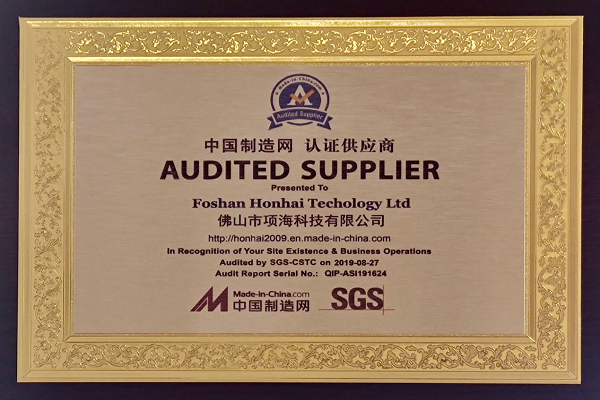 Made-in-China.com
A
Audited Supplier
中国制造网 认证供应商
AUDITED SUPPLIER
Presented To
Foshan Honhai Techology Ltd
佛山市项海科技有限公司
http://honhai2009.en.made-in-china.com
In Recognition of Your Site Existence & Business Operations
Audited by SGS-CSTC on 2019-08-27
Audit Report Serial No.: QIP-ASI191624
Made-in-China.com
中国制造网
SGS